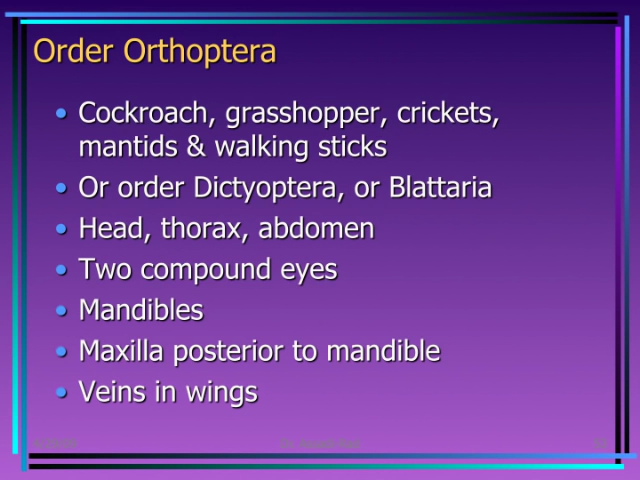 Order Orthoptera
• Cockroach, grasshopper, crickets,
mantids & walking sticks
• Or order Dictyoptera, or Blattaria
• Head, thorax, abdomen
• Two compound eyes
• Mandibles
• Maxilla posterior to mandible
• Veins in wings